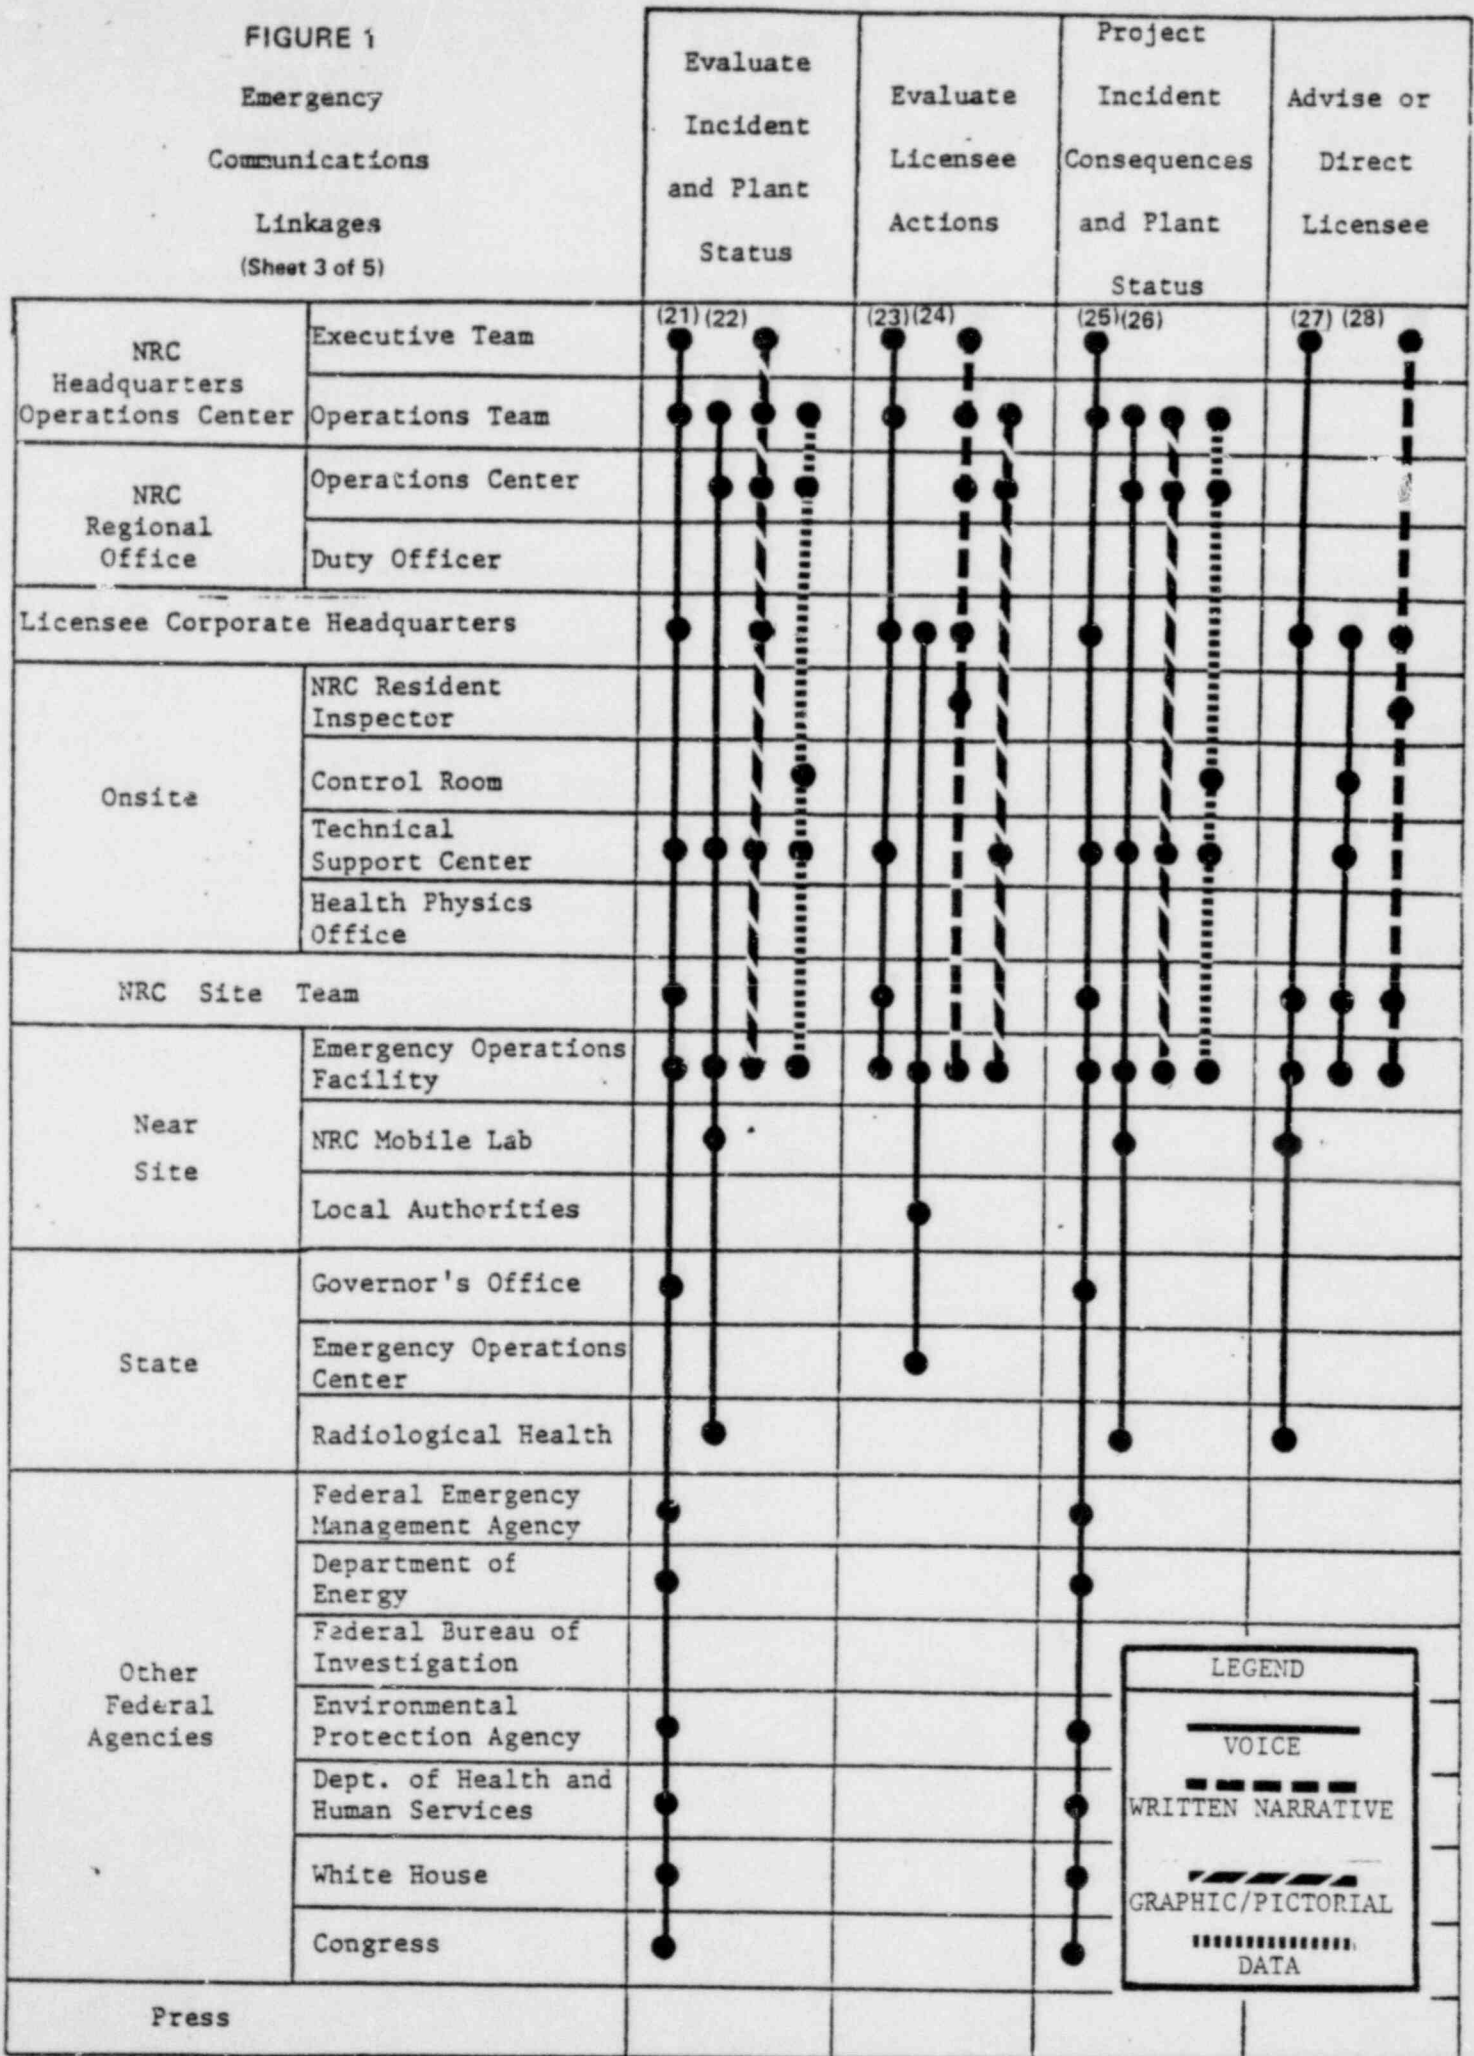 FIGURE 1
Emergency
Communications
Linkages
(Sheet 3 of 5)
Evaluate
Incident
and Plant
Status
Evaluate
Licensee
Actions
Project
Incident
Consequences
and Plant
Status
Advise or
Direct
Licensee
(21) (22)
(23) (24)
(25) (26)
(27) (28)
NRC
Headquarters
Operations Center
Executive Team
Operations Team
NRC
Regional
Office
Operations Center
Duty Officer
Licensee Corporate Headquarters
Onsite
NRC Resident
Inspector
Control Room
Technical
Support Center
Health Physics
Office
NRC Site Team
Near
Site
Emergency Operations
Facility
NRC Mobile Lab
Local Authorities
State
Governor's Office
Emergency Operations
Center
Radiological Health
Other
Federal
Agencies
Federal Emergency
Management Agency
Department of
Energy
Federal Bureau of
Investigation
Environmental
Protection Agency
Dept. of Health and
Human Services
White House
Congress
Press
LEGEND
VOICE
WRITTEN NARRATIVE
GRAPHIC/PICTORIAL
DATA